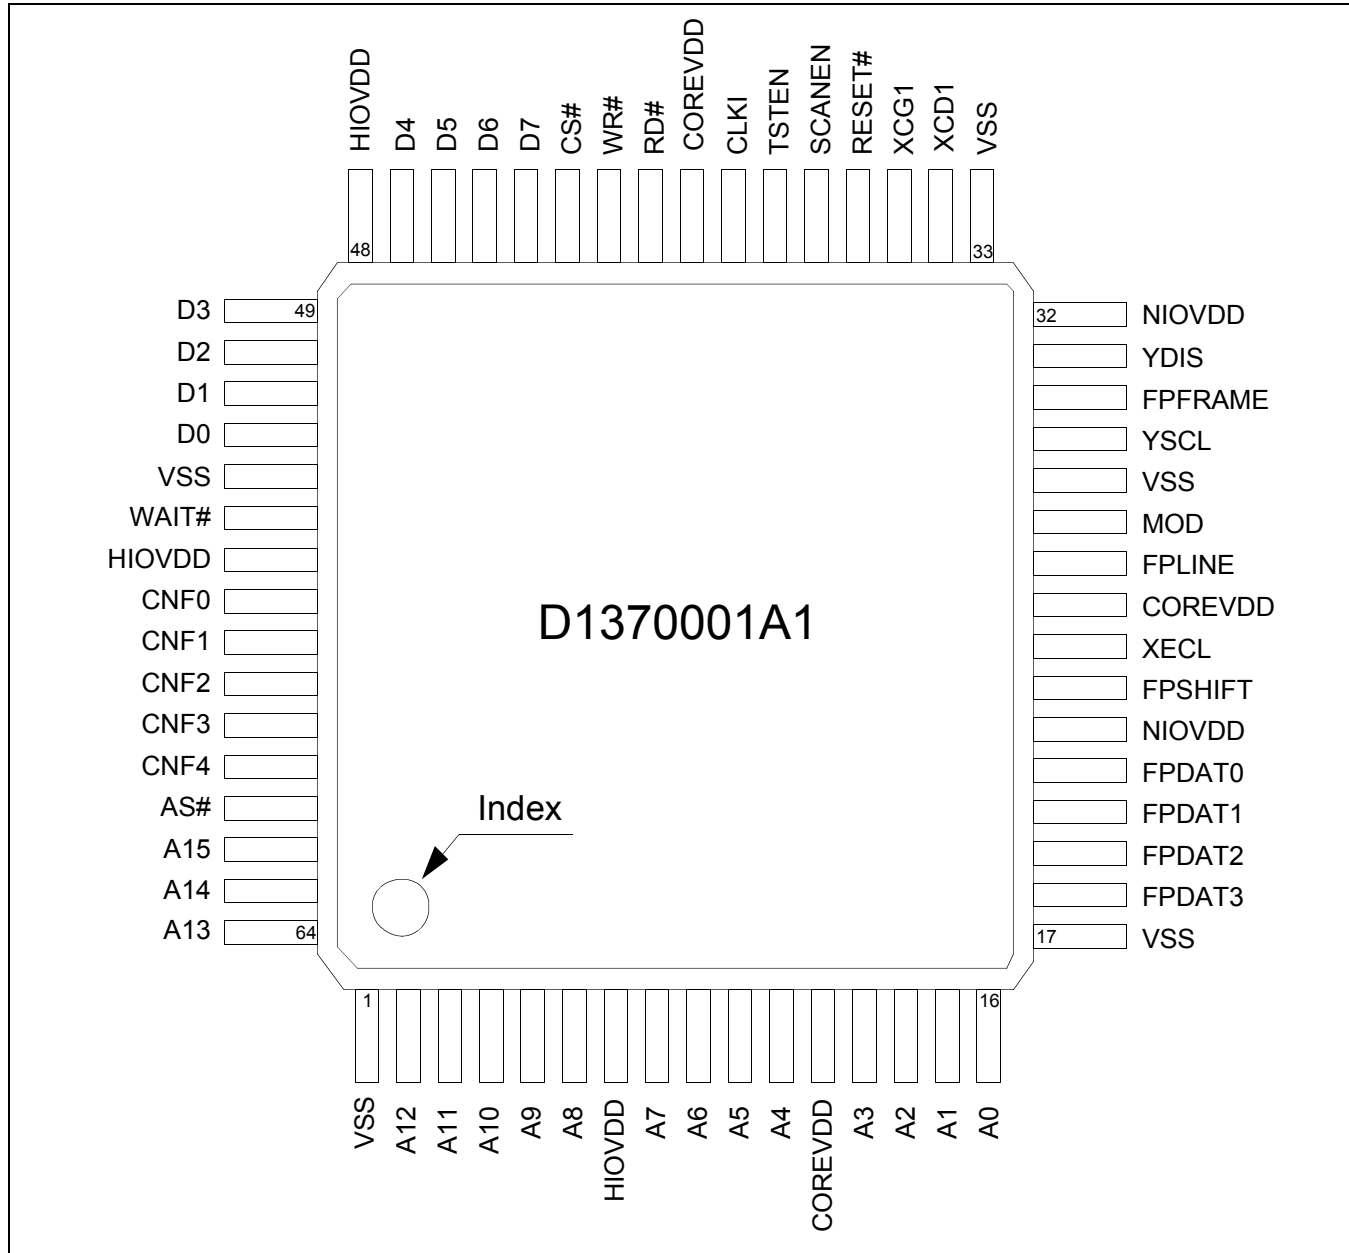 HIOVDD
D4
D5
D6
D7
CS#
WR#
RD#
COREVDD
CLKI
TSTEN
SCANEN
RESET#
XCG1
XCD1
VSS
48
33
D3
49
D2
D1
D0
VSS
WAIT#
HIOVDD
CNF0
CNF1
CNF2
CNF3
CNF4
AS#
A15
A14
A13
64
D1370001A1
Index
32
NIOVDD
YDIS
FPFRAME
YSCL
VSS
MOD
FPLINE
COREVDD
XECL
FPSHIFT
NIOVDD
FPDAT0
FPDAT1
FPDAT2
FPDAT3
17
VSS
1
16
VSS
A12
A11
A10
A9
A8
HIOVDD
A7
A6
A5
A4
COREVDD
A3
A2
A1
A0